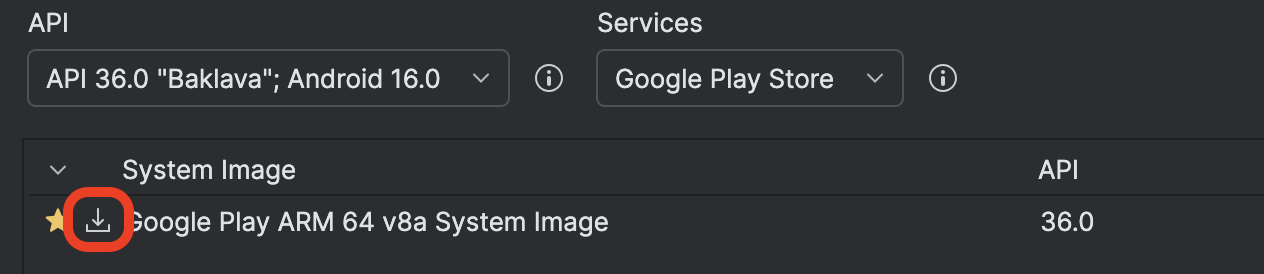 API Services
API 36.0 "Baklava"; Android 16.0 Google Play Store
System Image API
Google Play ARM 64 v8a System Image 36.0